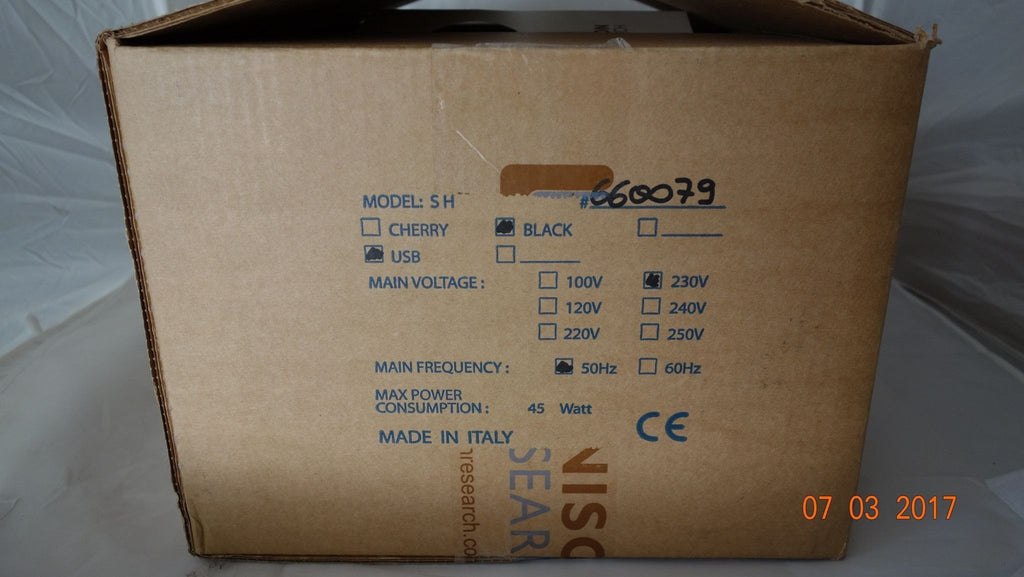 MODEL: S H #660079
CHERRY BLACK
USB
MAIN VOLTAGE : 100V 230V
120V 240V
220V 250V
MAIN FREQUENCY : 50Hz 60Hz
MAX POWER
CONSUMPTION : 45 Watt
MADE IN ITALY CE
research.co
SEAR
NISO
07 03 2017